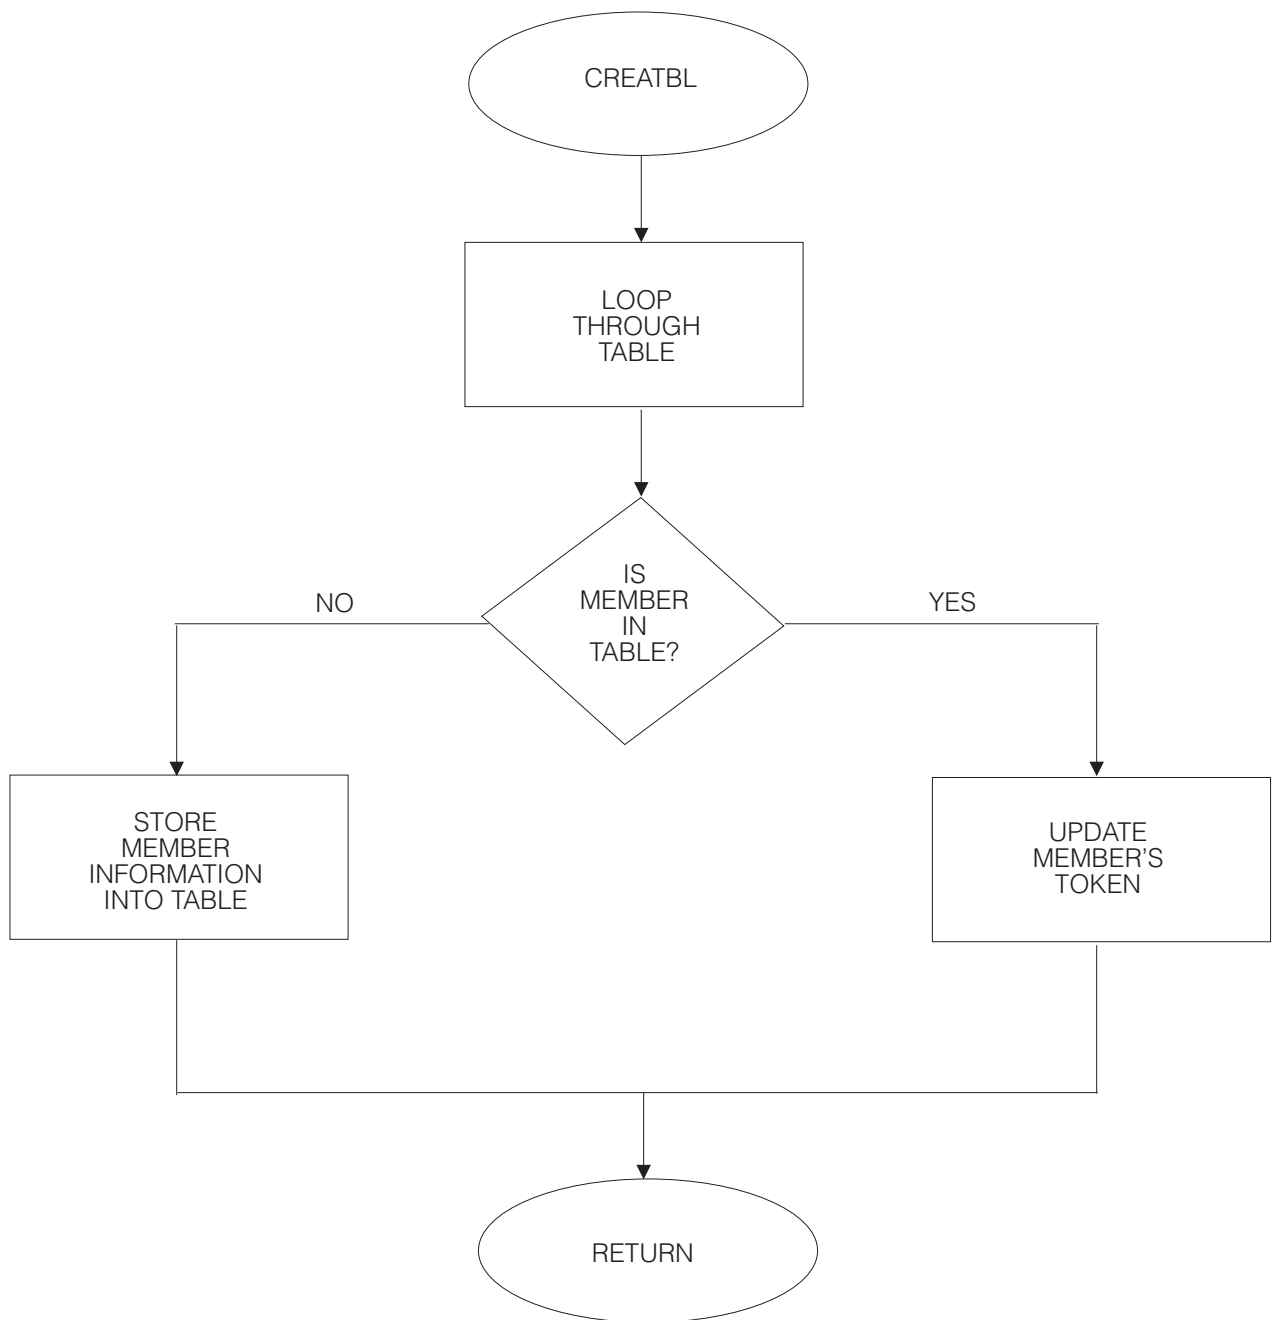 CREATBL
LOOP
THROUGH
TABLE
IS
MEMBER
IN
TABLE?
NO
YES
STORE
MEMBER
INFORMATION
INTO TABLE
UPDATE
MEMBER’S
TOKEN
RETURN